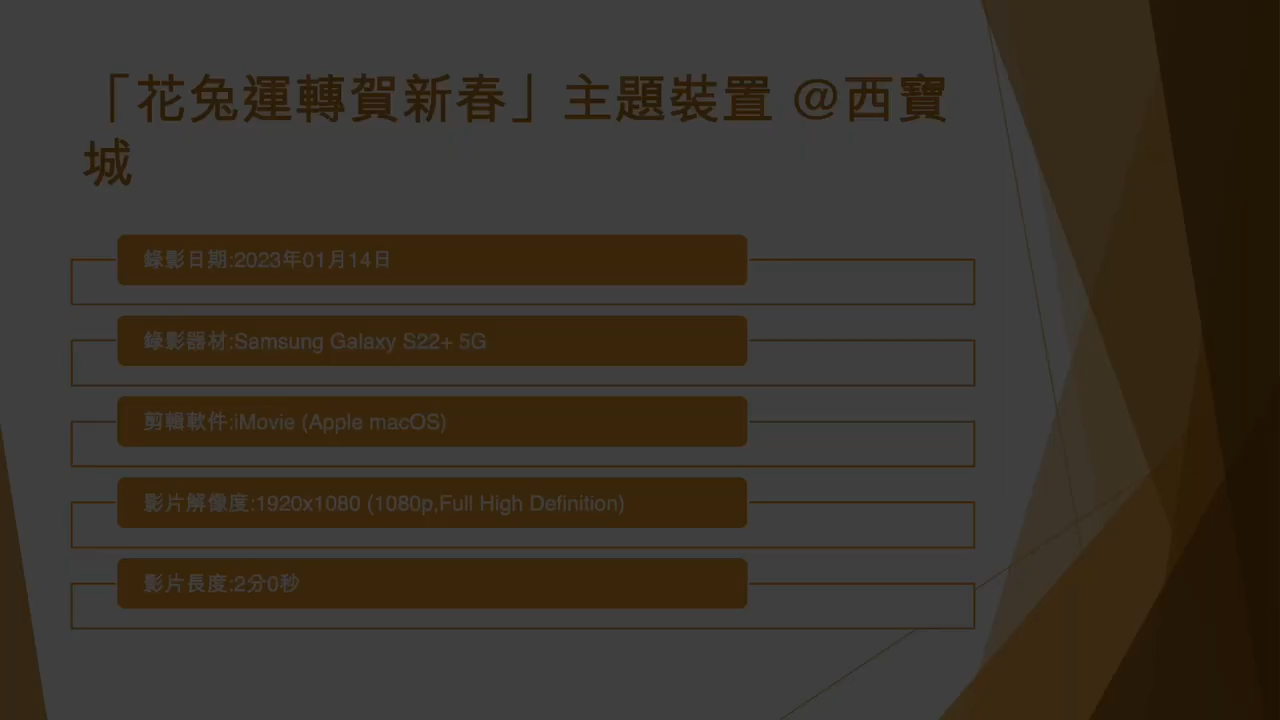 「花兔運轉賀新春」主題裝置 @西寶
城
錄影日期:2023年01月14日
錄影器材:Samsung Galaxy S22+ 5G
剪輯軟件:iMovie (Apple macOS)
影片解像度:1920x1080 (1080p,Full High Definition)
影片長度:2分0秒